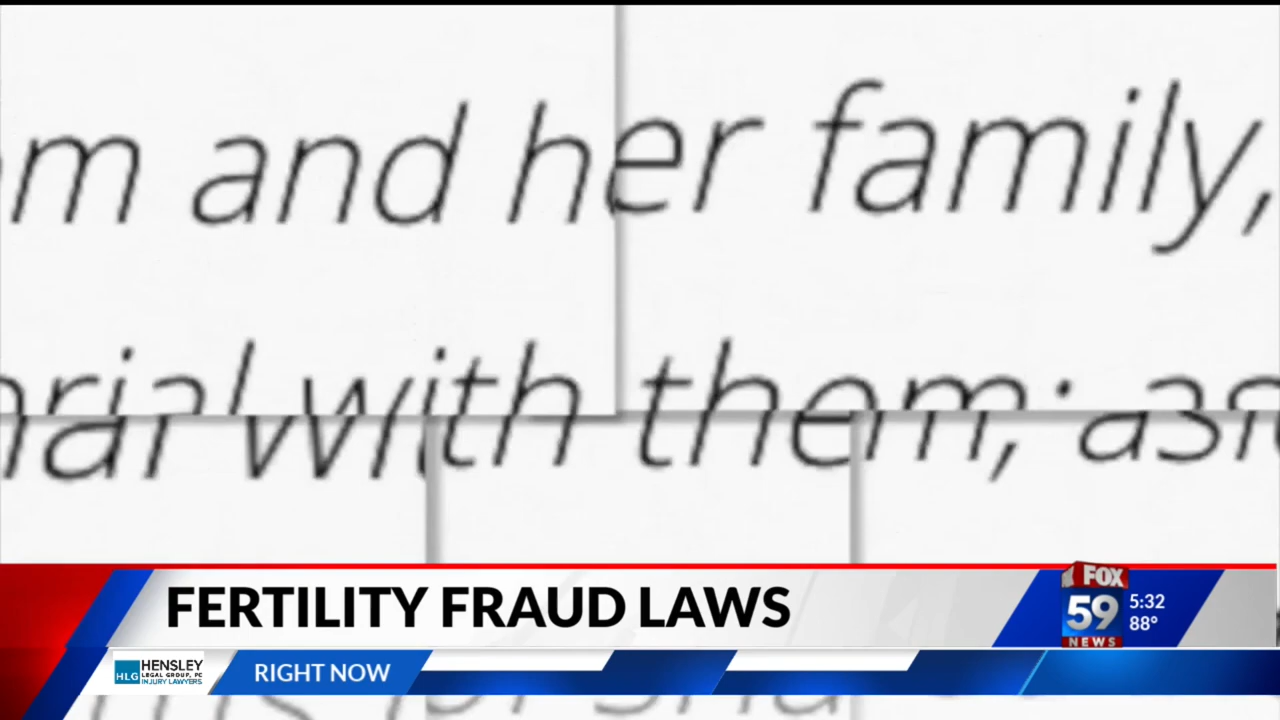 m and her family,
with them;
FERTILITY FRAUD LAWS
FOX
59
NEWS
5:32
88°
HLG
HENSLEY
LEGAL GROUP, PC
INJURY LAWYERS
RIGHT NOW